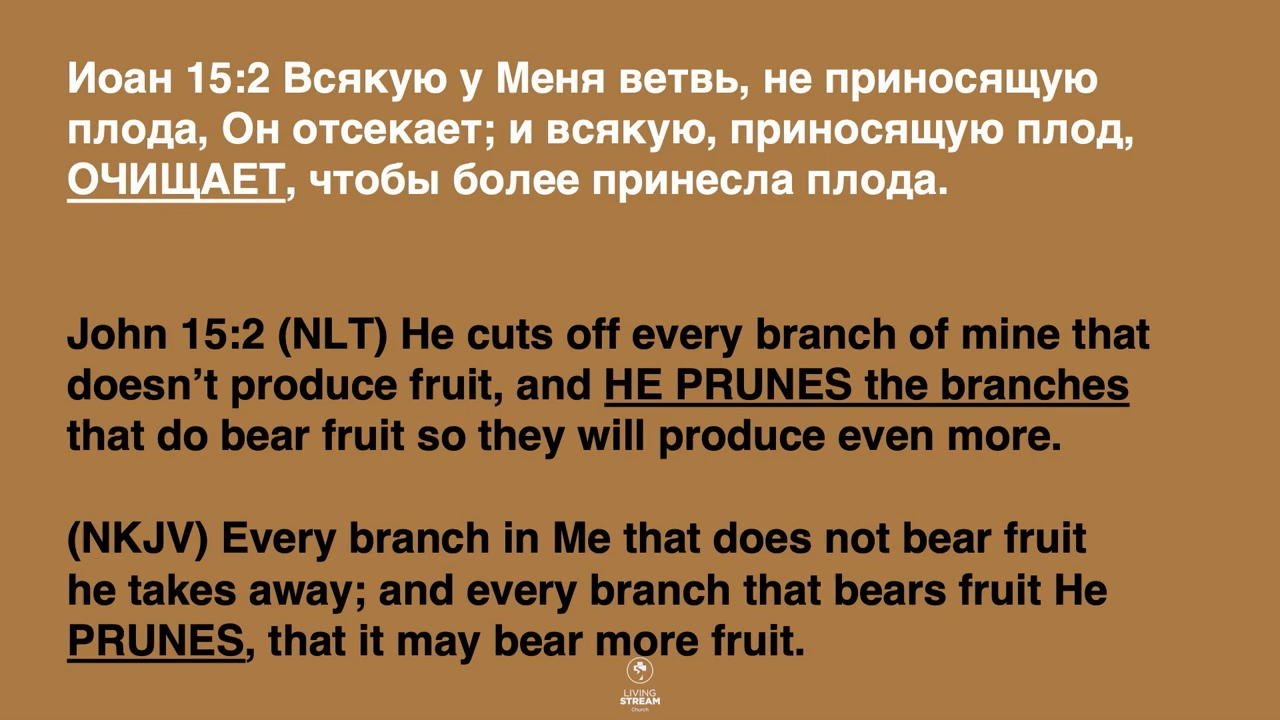 Иоан 15:2 Всякую у Меня ветвь, не приносящую
плода, Он отсекает; и всякую, приносящую плод,
ОЧИЩАЕТ, чтобы более принесла плода.
John 15:2 (NLT) He cuts off every branch of mine that
doesn’t produce fruit, and HE PRUNES the branches
that do bear fruit so they will produce even more.
(NKJV) Every branch in Me that does not bear fruit
he takes away; and every branch that bears fruit He
PRUNES, that it may bear more fruit.
LIVING
STREAM
Church